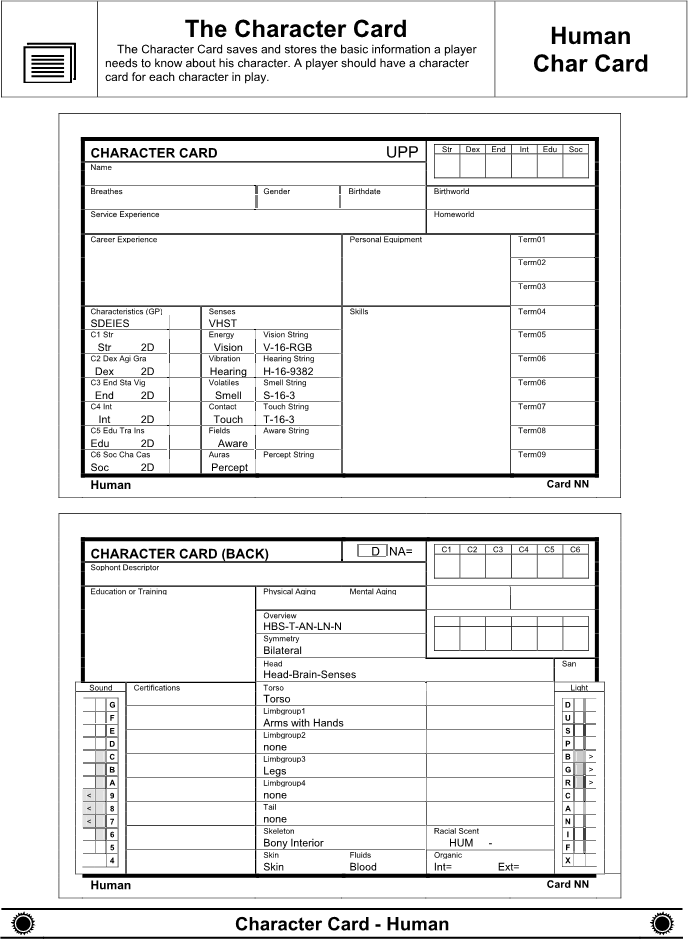 The Character Card
The Character Card saves and stores the basic information a player
needs to know about his character. A player should have a character
card for each character in play.
Human
Char Card
CHARACTER CARD
UPP
Str Dex End Int Edu Soc
Name
Breathes Gender Birthdate Birthworld
Service Experience Homeworld
Career Experience Personal Equipment Term01
Term02
Term03
Characteristics (GP) Senses Skills Term04
SDEIES VHST
C1 Str Energy Vision String Term05
Str 2D Vision V-16-RGB
C2 Dex Agi Gra Vibration Hearing String Term06
Dex 2D Hearing H-16-9382
C3 End Sta Vig Volatiles Smell String Term06
End 2D Smell S-16-3
C4 Int Contact Touch String Term07
Int 2D Touch T-16-3
C5 Edu Tra Ins Fields Aware String Term08
Edu 2D Aware
C6 Soc Cha Cas Auras Percept String Term09
Soc 2D Percept
Human Card NN
CHARACTER CARD (BACK)
D NA=
C1 C2 C3 C4 C5 C6
Sophont Descriptor
Education or Training Physical Aging Mental Aging
Overview
HBS-T-AN-LN-N
Symmetry
Bilateral
Head San
Head-Brain-Senses
Sound Certifications Torso Light
Torso
G D
Limbgroup1
F Arms with Hands U
E S
Limbgroup2
D none P
C Limbgroup3 B >
B Legs G >
A Limbgroup4 R >
< 9 none C
< 8 Tail A
< 7 none N
6 Skeleton Racial Scent I
5 Bony Interior HUM - F
Skin Fluids Organic
4 Skin Blood Int= Ext= X
Human Card NN
Character Card - Human